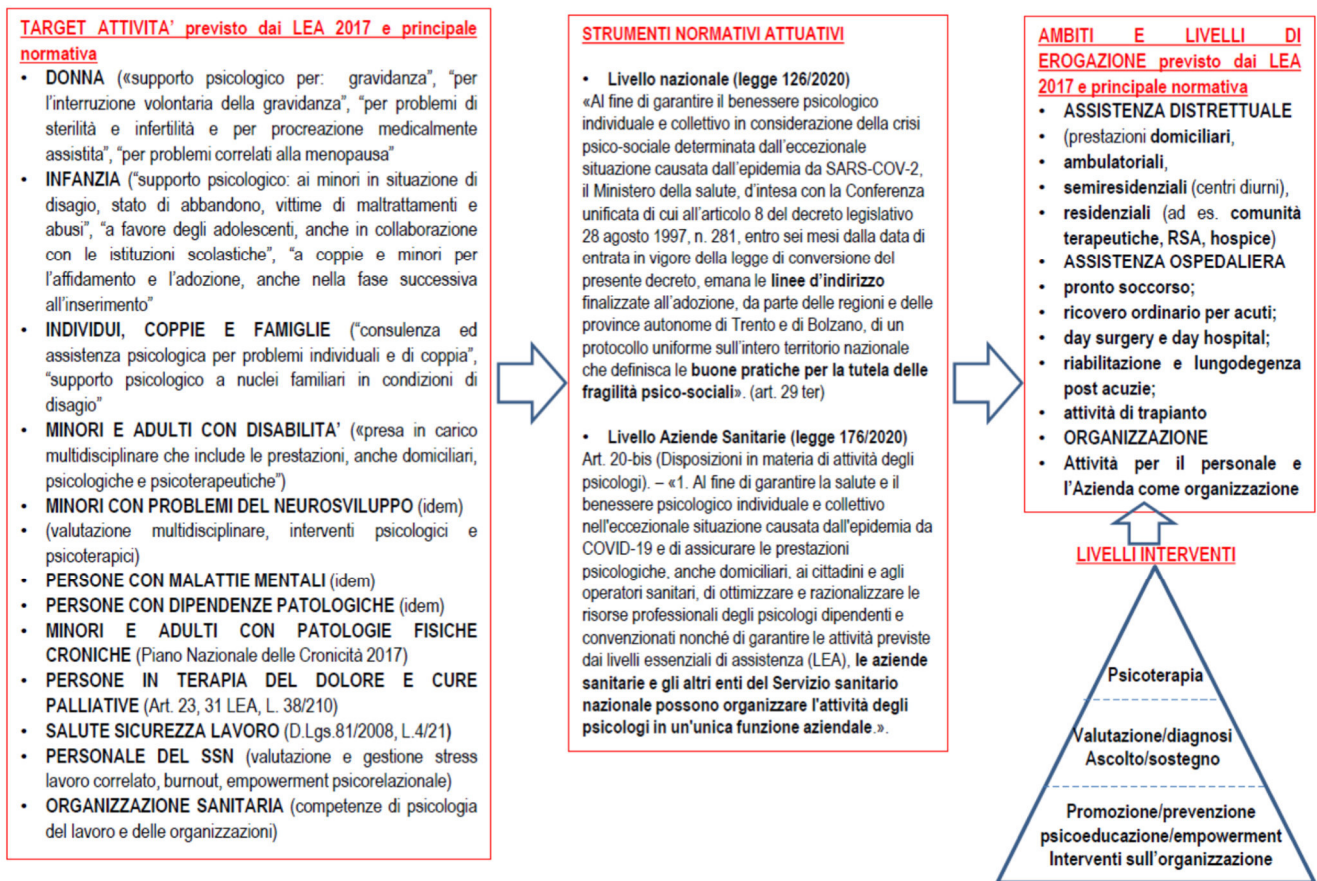 TARGET ATTIVITA’ previsto dai LEA 2017 e principale
normativa
• DONNA («supporto psicologico per: gravidanza”, “per
l’interruzione volontaria della gravidanza”, “per problemi di
sterilità e infertilità e per procreazione medicalmente
assistita”, “per problemi correlati alla menopausa”
• INFANZIA (“supporto psicologico: ai minori in situazione di
disagio, stato di abbandono, vittime di maltrattamenti e
abusi”, “a favore degli adolescenti, anche in collaborazione
con le istituzioni scolastiche”, “a coppie e minori per
l’affidamento e l’adozione, anche nella fase successiva
all’inserimento”
• INDIVIDUI, COPPIE E FAMIGLIE (“consulenza ed
assistenza psicologica per problemi individuali e di coppia”,
“supporto psicologico a nuclei familiari in condizioni di
disagio”
• MINORI E ADULTI CON DISABILITA’ («presa in carico
multidisciplinare che include le prestazioni, anche domiciliari,
psicologiche e psicoterapeutiche”)
• MINORI CON PROBLEMI DEL NEUROSVILUPPO (idem)
• (valutazione multidisciplinare, interventi psicologici e
psicoterapici)
• PERSONE CON MALATTIE MENTALI (idem)
• PERSONE CON DIPENDENZE PATOLOGICHE (idem)
• MINORI E ADULTI CON PATOLOGIE FISICHE
CRONICHE (Piano Nazionale delle Cronicità 2017)
• PERSONE IN TERAPIA DEL DOLORE E CURE
PALLIATIVE (Art. 23, 31 LEA, L. 38/210)
• SALUTE SICUREZZA LAVORO (D.Lgs.81/2008, L.4/21)
• PERSONALE DEL SSN (valutazione e gestione stress
lavoro correlato, burnout, empowerment psicorelazionale)
• ORGANIZZAZIONE SANITARIA (competenze di psicologia
del lavoro e delle organizzazioni)
STRUMENTI NORMATIVI ATTUATIVI
• Livello nazionale (legge 126/2020)
«Al fine di garantire il benessere psicologico
individuale e collettivo in considerazione della crisi
psico-sociale determinata dall’eccezionale
situazione causata dall’epidemia da SARS-COV-2,
il Ministero della salute, d’intesa con la Conferenza
unificata di cui all’articolo 8 del decreto legislativo
28 agosto 1997, n. 281, entro sei mesi dalla data di
entrata in vigore della legge di conversione del
presente decreto, emana le linee d’indirizzo
finalizzate all’adozione, da parte delle regioni e delle
province autonome di Trento e di Bolzano, di un
protocollo uniforme sull’intero territorio nazionale
che definisca le buone pratiche per la tutela delle
fragilità psico-sociali». (art. 29 ter)
• Livello Aziende Sanitarie (legge 176/2020)
Art. 20-bis (Disposizioni in materia di attività degli
psicologi). – «1. Al fine di garantire la salute e il
benessere psicologico individuale e collettivo
nell'eccezionale situazione causata dall'epidemia da
COVID-19 e di assicurare le prestazioni
psicologiche, anche domiciliari, ai cittadini e agli
operatori sanitari, di ottimizzare e razionalizzare le
risorse professionali degli psicologi dipendenti e
convenzionati nonché di garantire le attività previste
dai livelli essenziali di assistenza (LEA), le aziende
sanitarie e gli altri enti del Servizio sanitario
nazionale possono organizzare l'attività degli
psicologi in un'unica funzione aziendale.».
AMBITI E LIVELLI DI
EROGAZIONE previsto dai LEA
2017 e principale normativa
• ASSISTENZA DISTRETTUALE
• (prestazioni domiciliari,
• ambulatoriali,
• semiresidenziali (centri diurni),
• residenziali (ad es. comunità
terapeutiche, RSA, hospice)
• ASSISTENZA OSPEDALIERA
• pronto soccorso;
• ricovero ordinario per acuti;
• day surgery e day hospital;
• riabilitazione e lungodegenza
post acuzie;
• attività di trapianto
• ORGANIZZAZIONE
• Attività per il personale e
l’Azienda come organizzazione
LIVELLI INTERVENTI
Psicoterapia
Valutazione/diagnosi
Ascolto/sostegno
Promozione/prevenzione
psicoeducazione/empowerment
Interventi sull’organizzazione